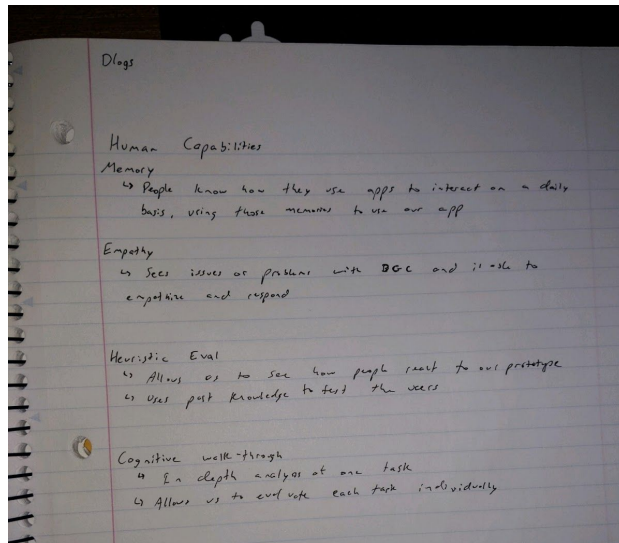 Dlogs
Human Capabilities
Memory
↳ People know how they use apps to interact on a daily
basis, using those memories to use our app
Empathy
↳ Sees issues or problems with BGC and is able to
empathize and respond
Heuristic Eval
↳ Allows us to see how people react to our prototype
↳ Uses past knowledge to test the users
Cognitive walk-through
↳ In depth analysis of one task
↳ Allows us to evaluate each task individually